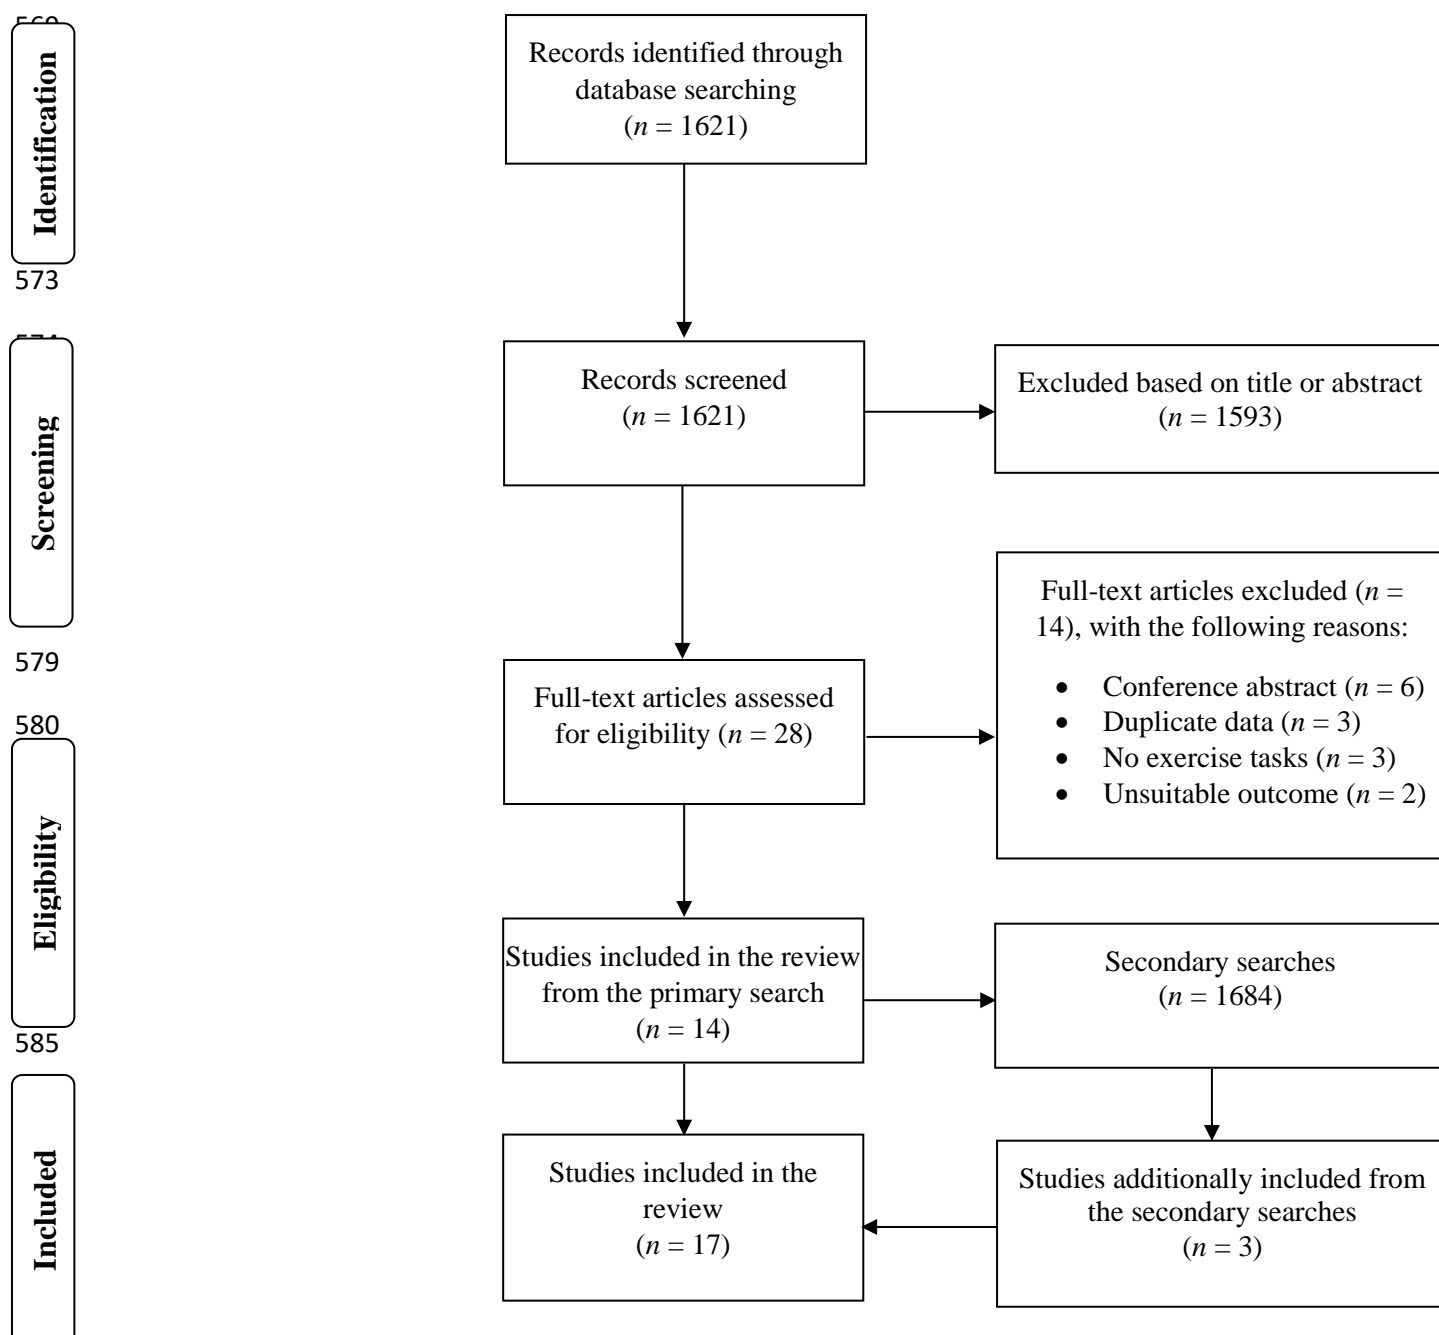 Identification
Records identified through
database searching
(n = 1621)
573
Screening
Records screened
(n = 1621)
Excluded based on title or abstract
(n = 1593)
Full-text articles excluded (n =
14), with the following reasons:
• Conference abstract (n = 6)
• Duplicate data (n = 3)
• No exercise tasks (n = 3)
• Unsuitable outcome (n = 2)
579
Full-text articles assessed
for eligibility (n = 28)
580
Eligibility
Studies included in the review
from the primary search
(n = 14)
Secondary searches
(n = 1684)
585
Included
Studies included in the
review
(n = 17)
Studies additionally included from
the secondary searches
(n = 3)